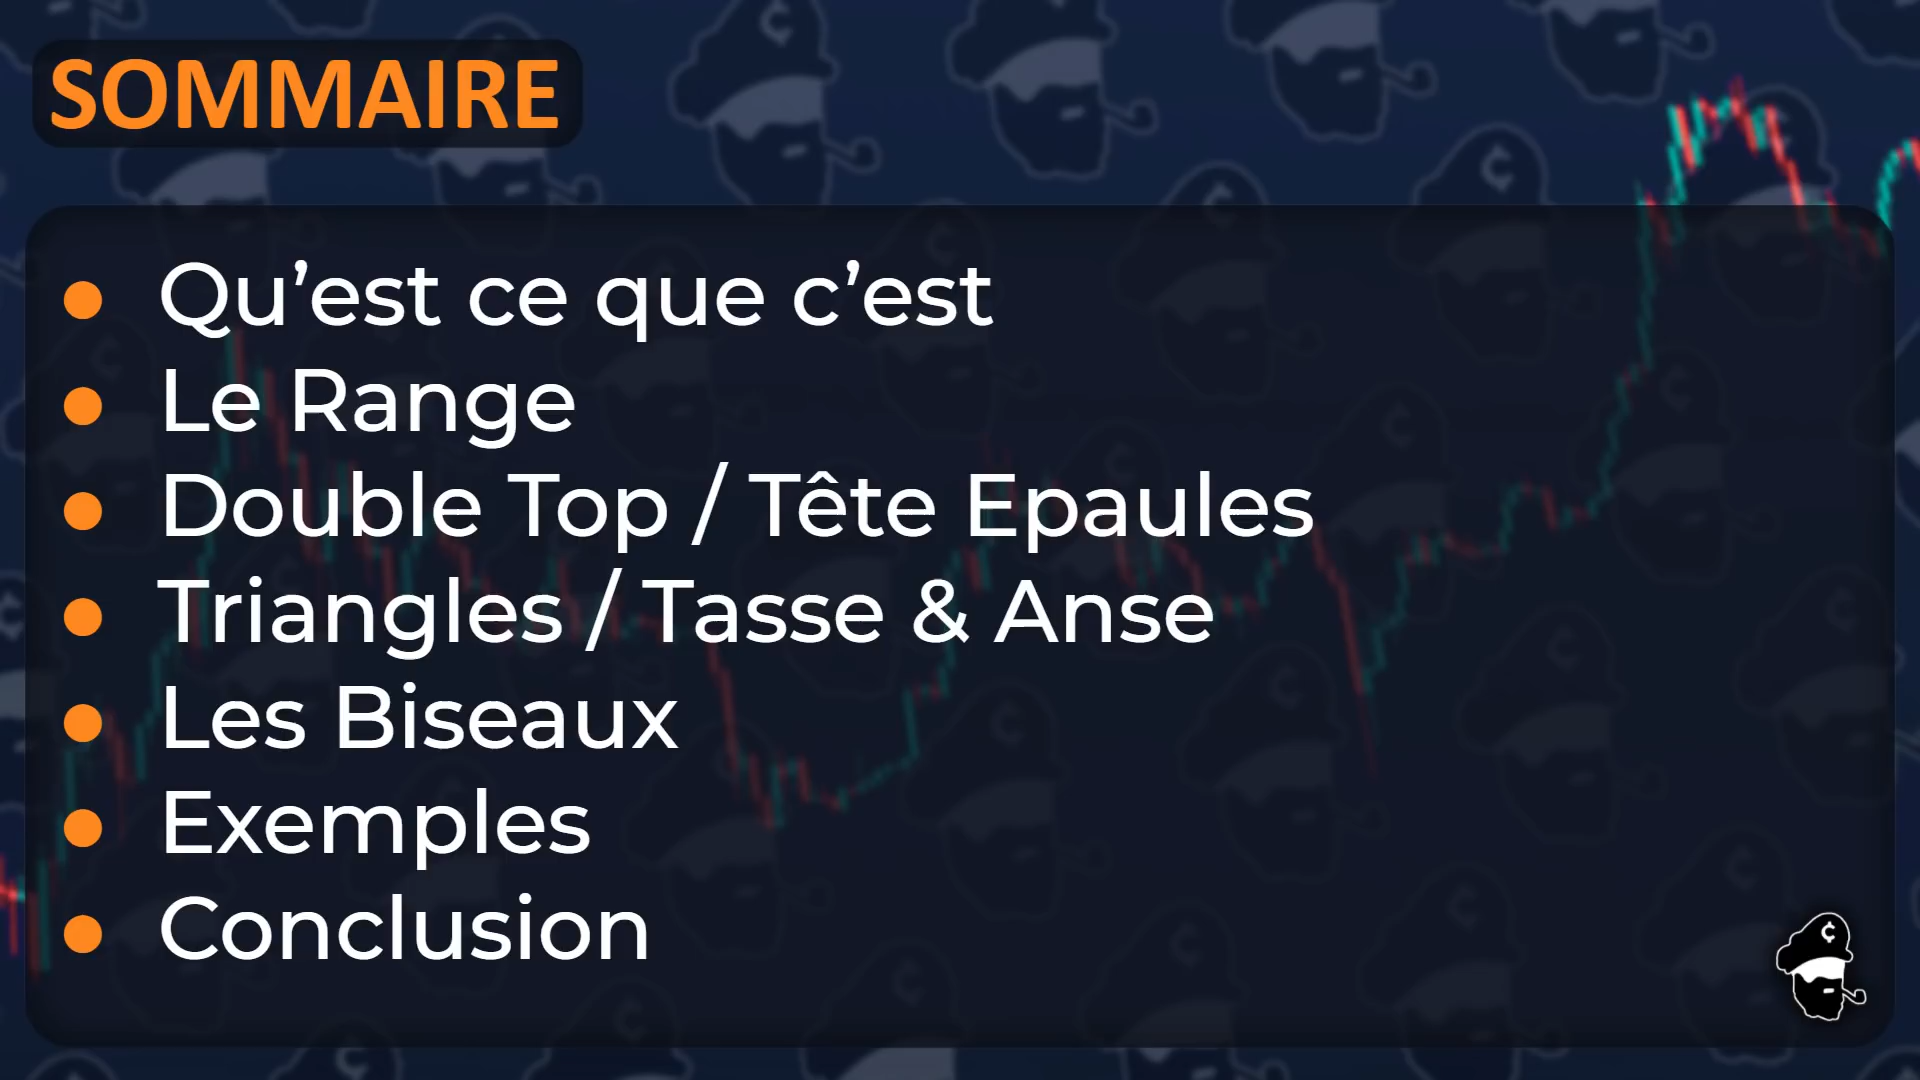 SOMMAIRE
Qu’est ce que c’est
Le Range
Double Top / Tête Epaules
Triangles / Tasse & Anse
Les Biseaux
Exemples
Conclusion